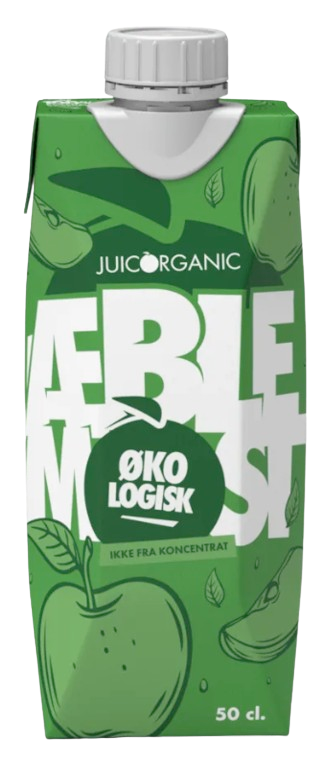 JUICORGANIC
ÆBLE
MOST
ØKO
LOGISK
IKKE FRA KONCENTRAT
50 cl.